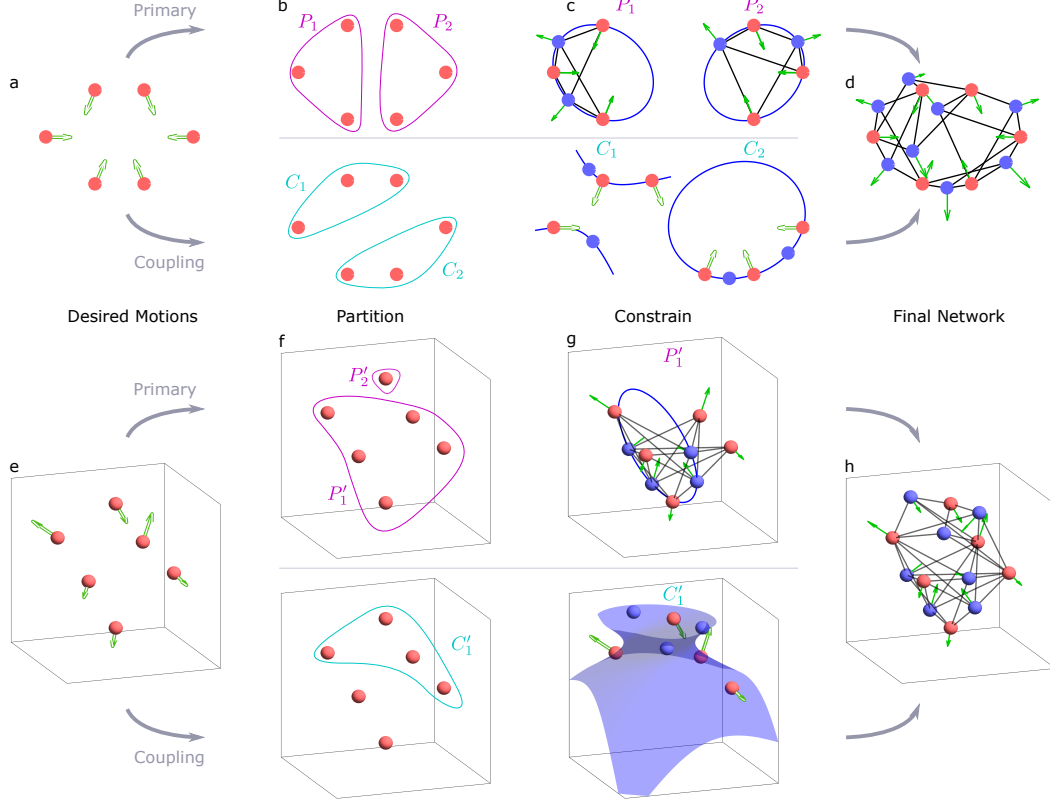 Primary
a
b
P₁
P₂
c
P₁
P₂
d
C₁
C₂
C₁
C₂
Coupling
Desired Motions
Partition
Constrain
Final Network
Primary
e
f
P′₂
P′₁
g
P′₁
h
C′₁
C′₁
Coupling